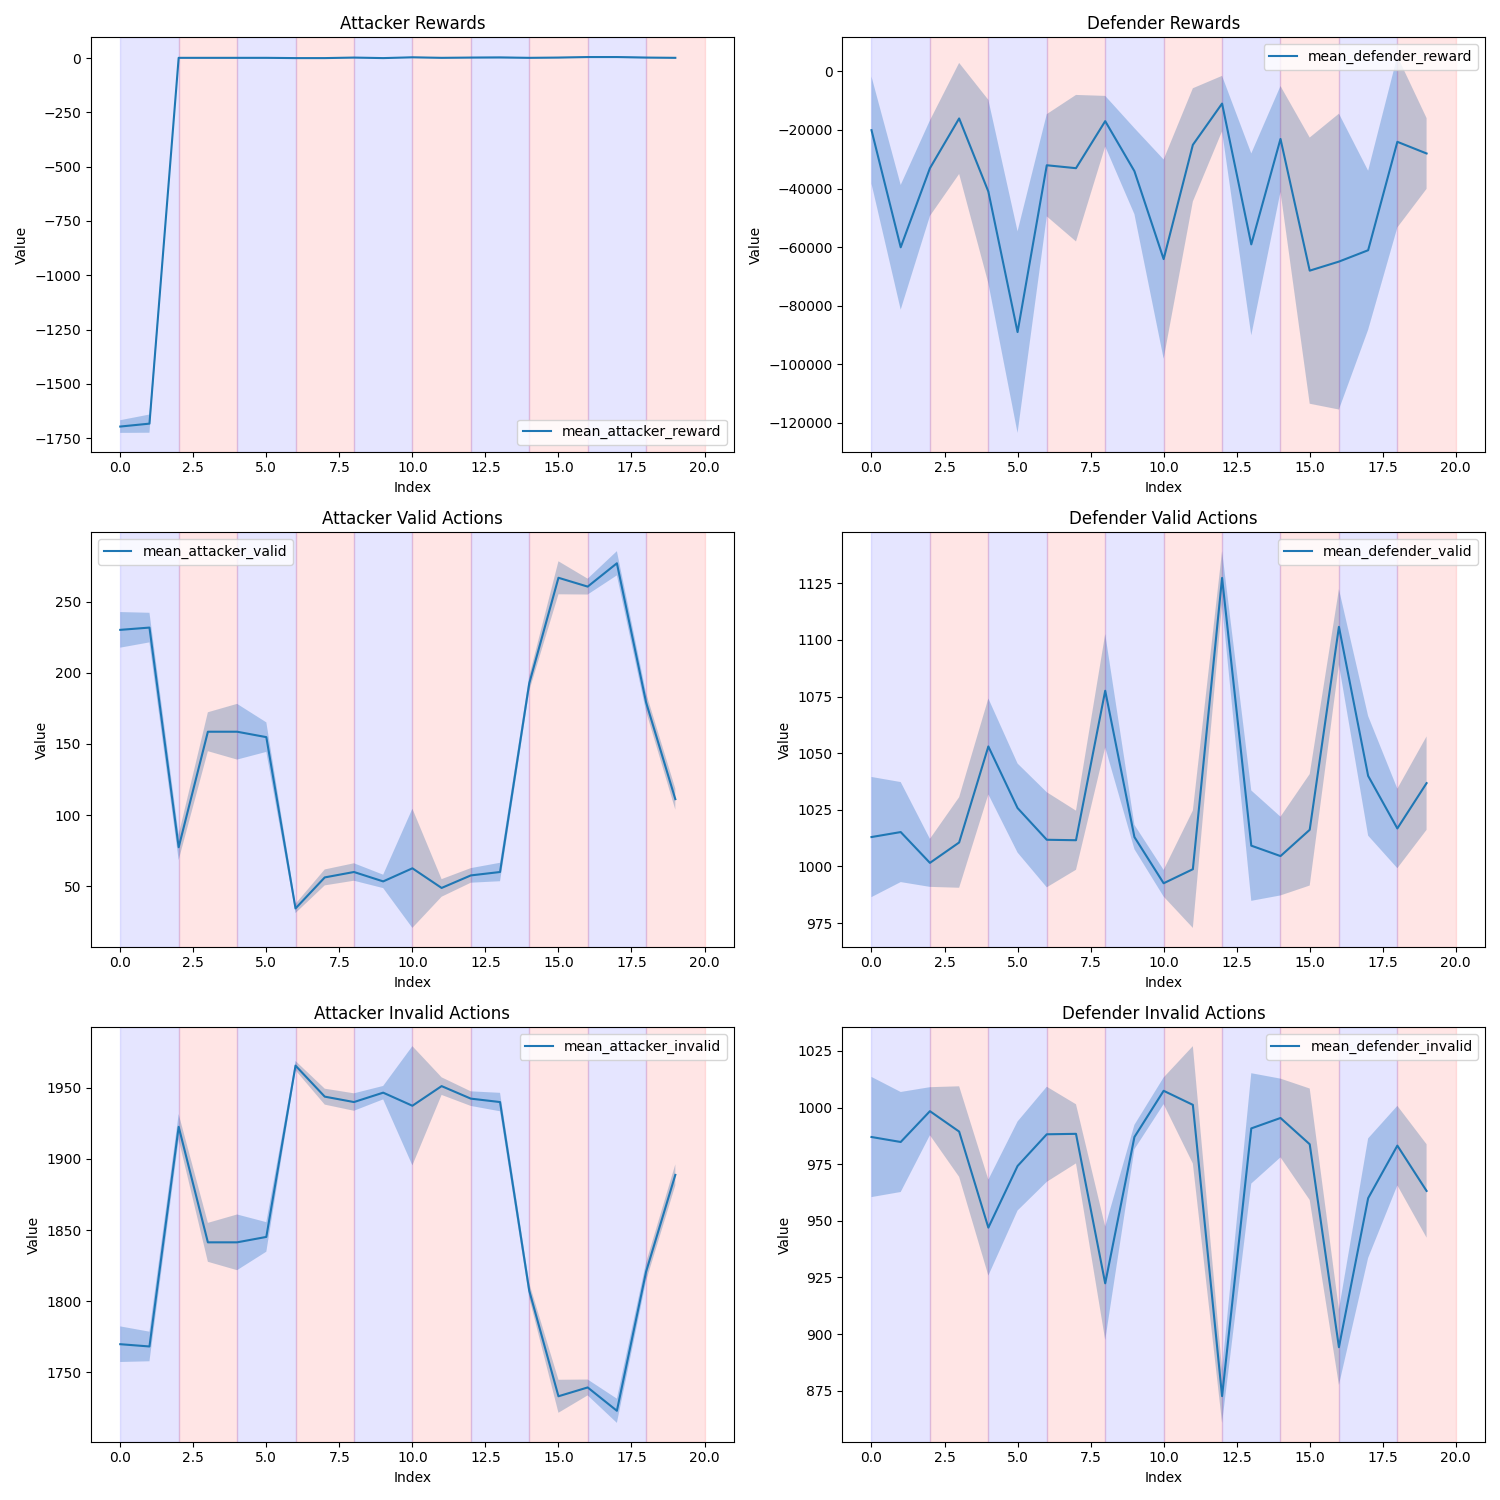 Attacker Rewards
0
−250
−500
−750
−1000
−1250
−1500
−1750
Value
mean_attacker_reward
0.0 2.5 5.0 7.5 10.0 12.5 15.0 17.5 20.0
Index
Defender Rewards
0
−20000
−40000
−60000
−80000
−100000
−120000
Value
mean_defender_reward
0.0 2.5 5.0 7.5 10.0 12.5 15.0 17.5 20.0
Index
Attacker Valid Actions
mean_attacker_valid
250
200
150
100
50
Value
0.0 2.5 5.0 7.5 10.0 12.5 15.0 17.5 20.0
Index
Defender Valid Actions
mean_defender_valid
1125
1100
1075
1050
1025
1000
975
Value
0.0 2.5 5.0 7.5 10.0 12.5 15.0 17.5 20.0
Index
Attacker Invalid Actions
mean_attacker_invalid
1950
1900
1850
1800
1750
Value
0.0 2.5 5.0 7.5 10.0 12.5 15.0 17.5 20.0
Index
Defender Invalid Actions
mean_defender_invalid
1025
1000
975
950
925
900
875
Value
0.0 2.5 5.0 7.5 10.0 12.5 15.0 17.5 20.0
Index